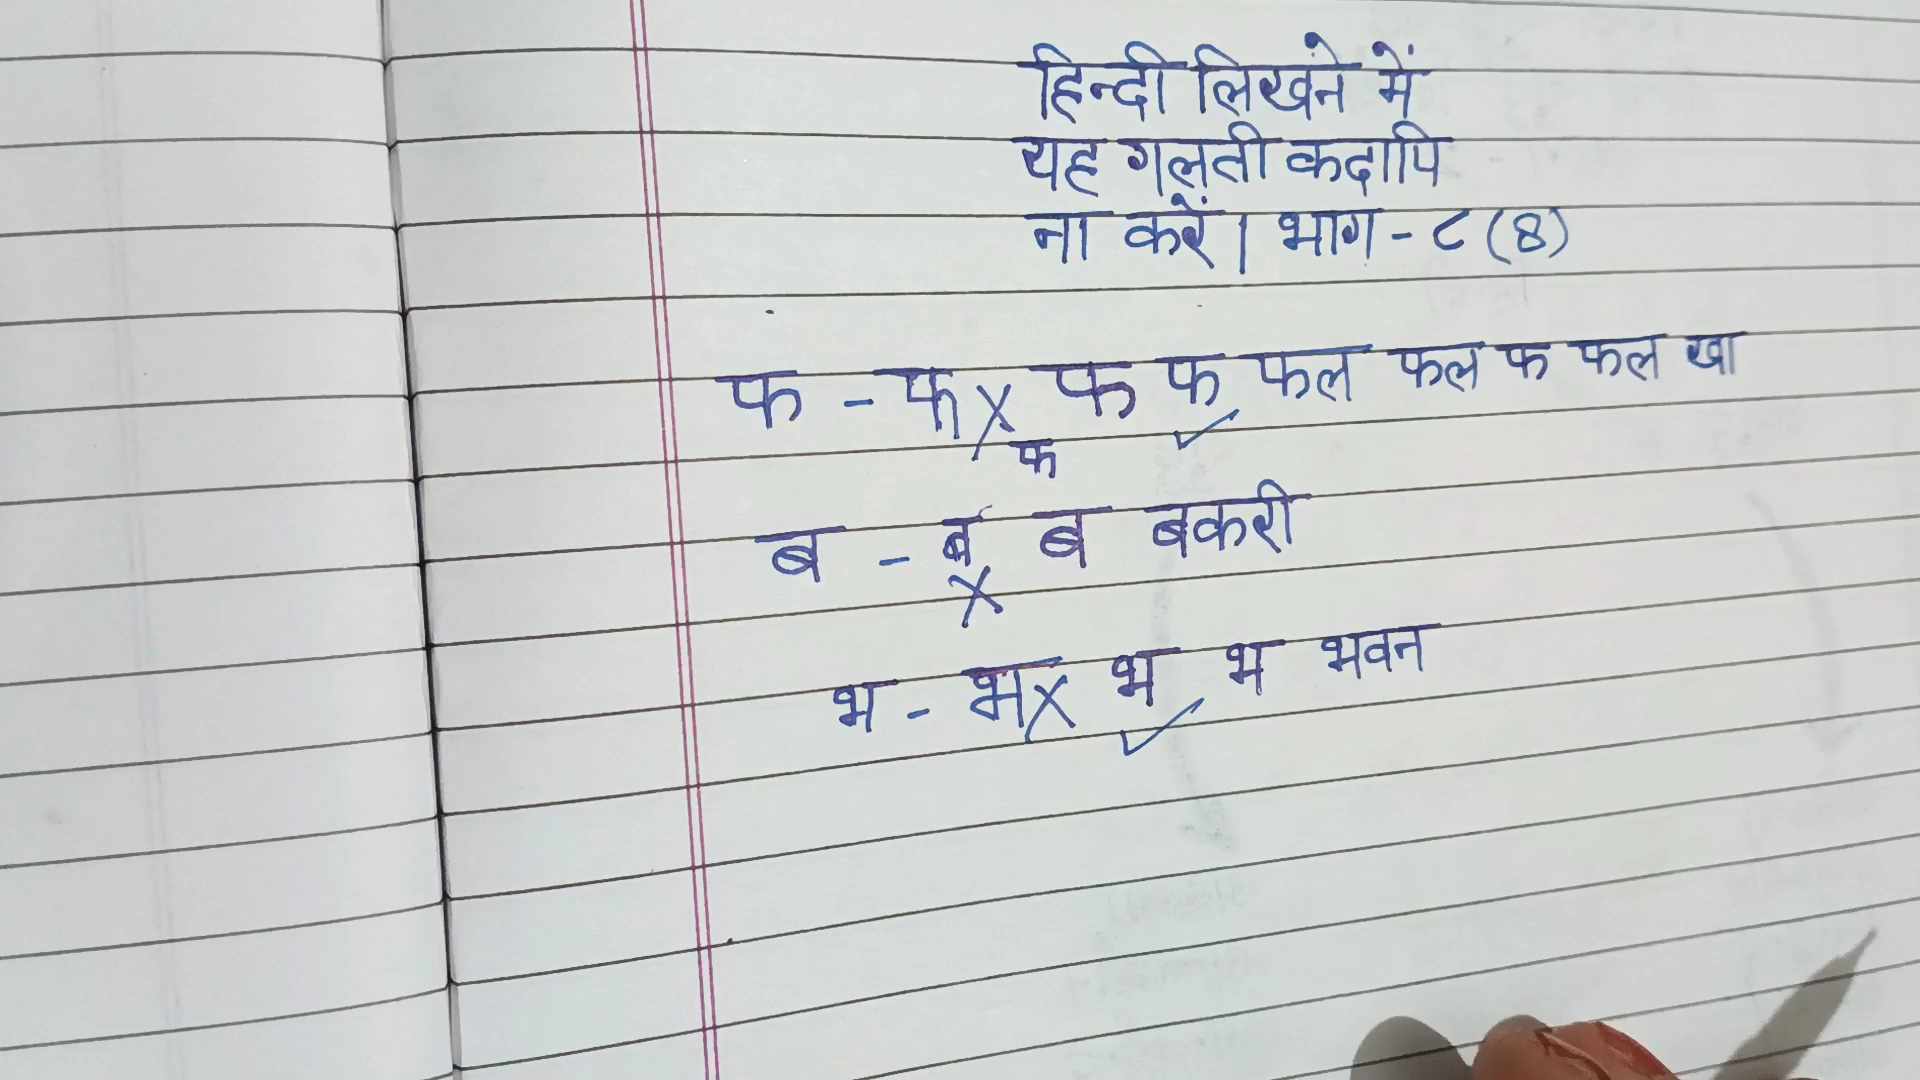 हिन्दी लिखने में
यह गलती कदापि
ना करें। भाग - ८ (8)
फ - फ x फ फ ✓ फल फल फ फल खा
फ
ब - ब x ब बकरी
भ - भ x भ ✓ भ भवन